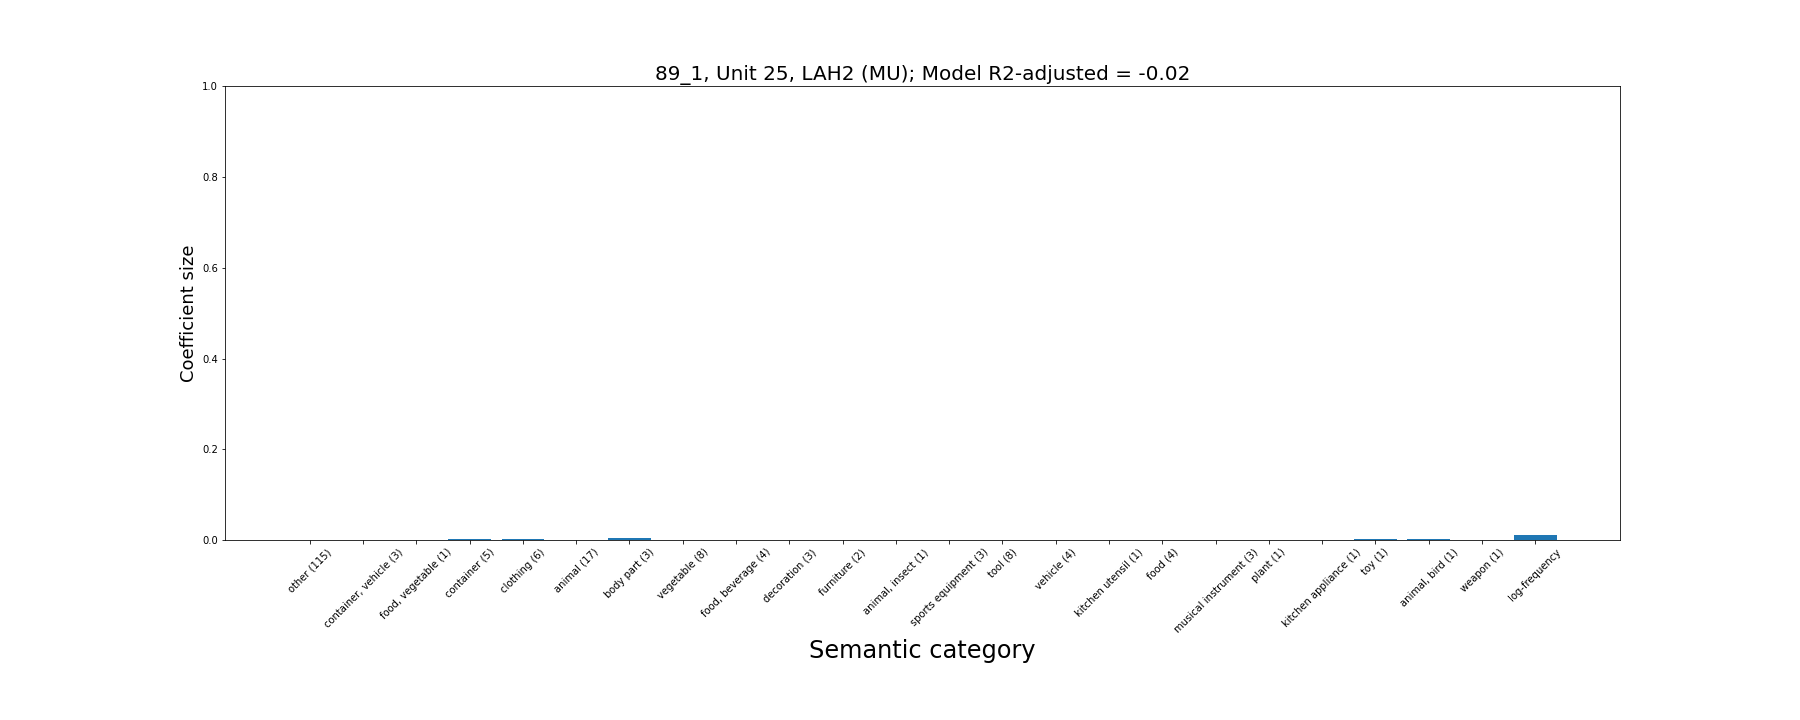 89_1, Unit 25, LAH2 (MU); Model R2-adjusted = -0.02
1.0
0.8
0.6
0.4
0.2
0.0
Coefficient size
other (115)
container, vehicle (3)
food, vegetable (1)
container (5)
clothing (6)
animal (17)
body part (3)
vegetable (8)
food, beverage (4)
decoration (3)
furniture (2)
animal, insect (1)
sports equipment (3)
tool (8)
vehicle (4)
kitchen utensil (1)
food (4)
musical instrument (3)
plant (1)
kitchen appliance (1)
toy (1)
animal, bird (1)
weapon (1)
log-frequency
Semantic category